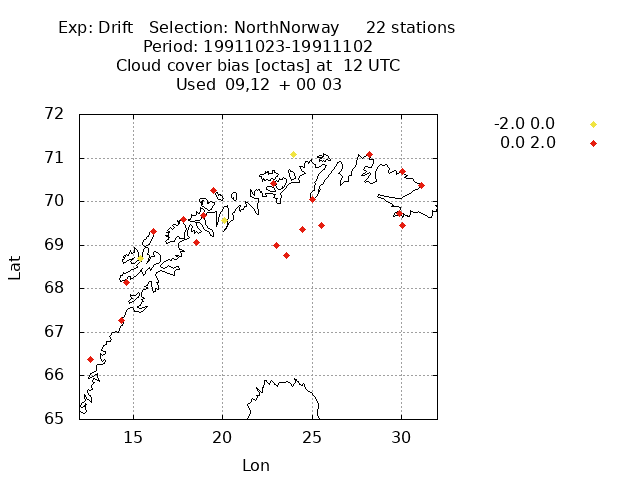 Exp: Drift   Selection: NorthNorway     22 stations
Period: 19911023-19911102
Cloud cover bias [octas] at  12 UTC
Used  09,12  + 00 03
-2.0 0.0
0.0 2.0
72
71
70
69
68
67
66
65
Lat
15 20 25 30
Lon